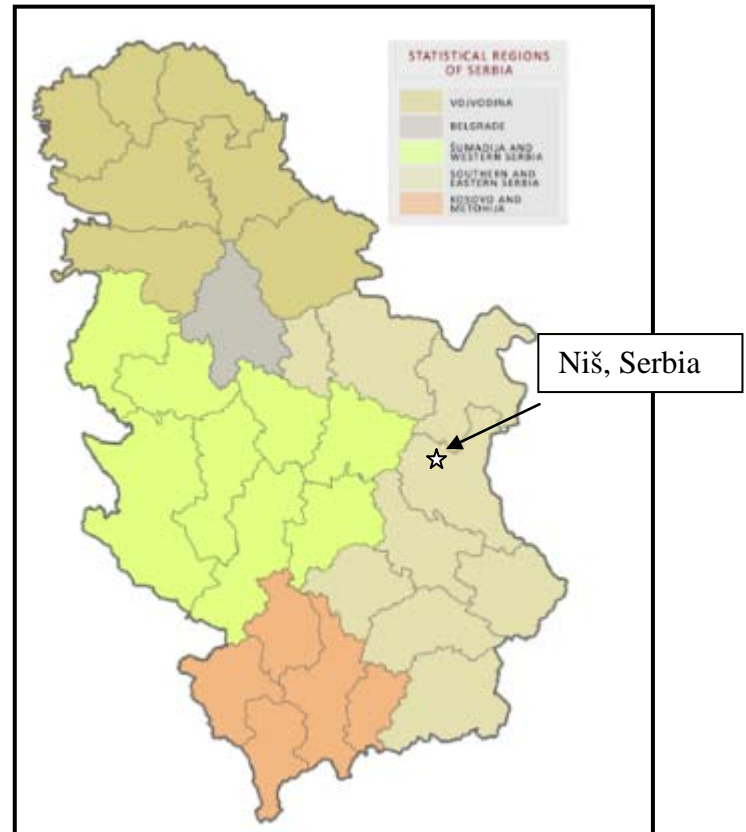 STATISTICAL REGIONS
OF SERBIA
VOJVODINA
BELGRADE
ŠUMADIJA AND
WESTERN SERBIA
SOUTHERN AND
EASTERN SERBIA
KOSOVO AND
METOHIJA
Niš, Serbia